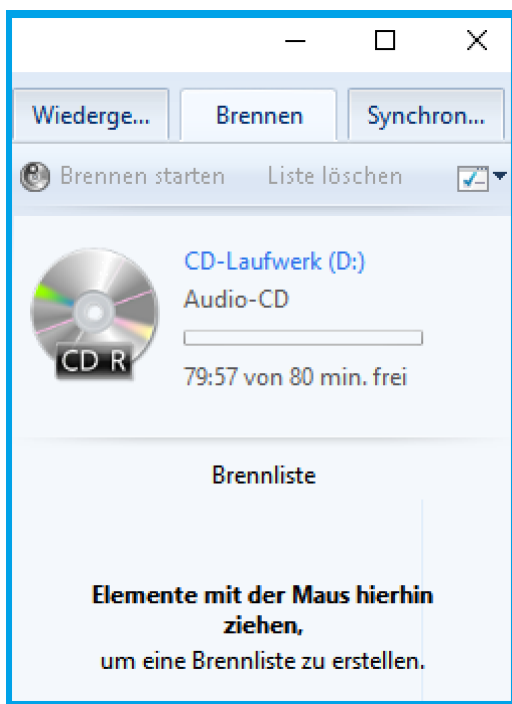 Wiederge... Brennen Synchron...
Brennen starten Liste löschen
CD-Laufwerk (D:)
Audio-CD
CD R
79:57 von 80 min. frei
Brennliste
Elemente mit der Maus hierhin
ziehen,
um eine Brennliste zu erstellen.